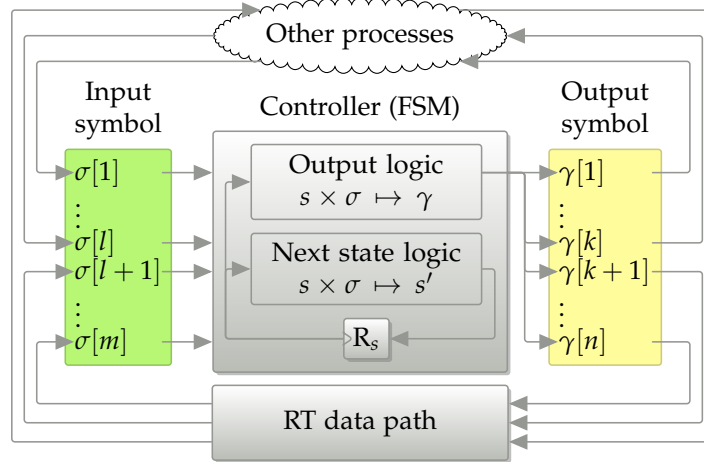 Other processes
Input
symbol
Controller (FSM)
Output
symbol
σ[1]
⋮
σ[l]
σ[l + 1]
⋮
σ[m]
Output logic
s × σ ↦ γ
Next state logic
s × σ ↦ s′
R_s
γ[1]
⋮
γ[k]
γ[k + 1]
⋮
γ[n]
RT data path